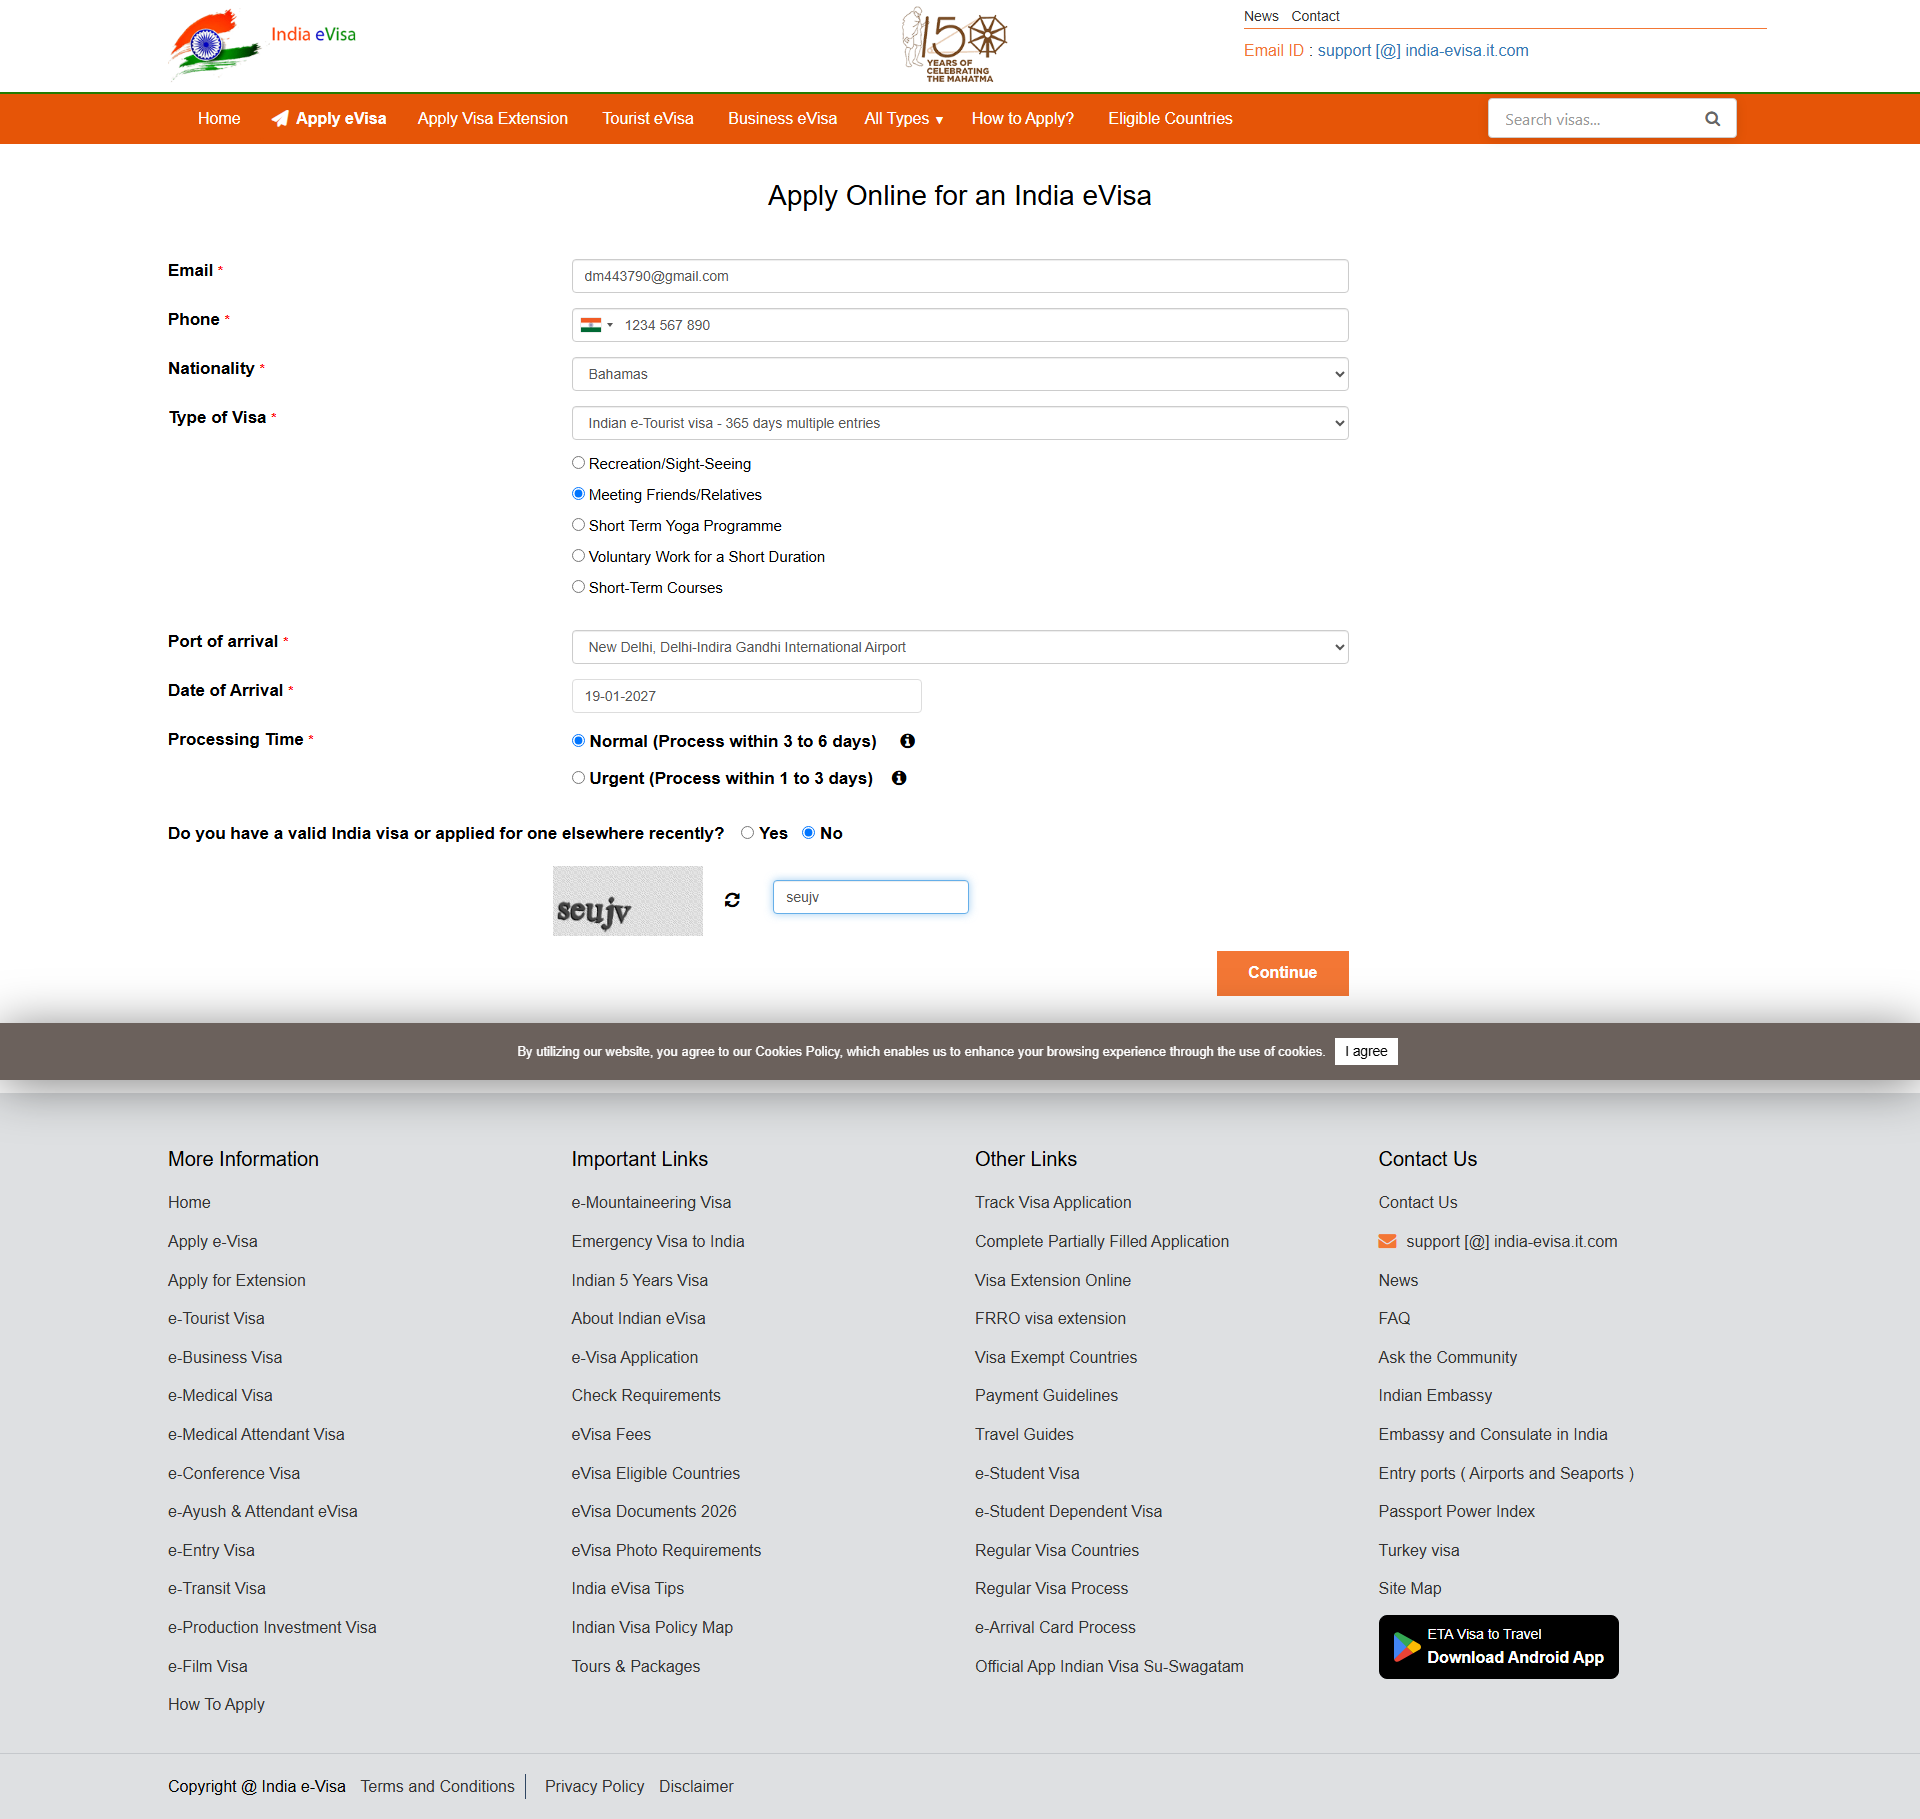 India eVisa
150
YEARS OF
CELEBRATING
THE MAHATMA
News Contact
Email ID : support [@] india-evisa.it.com
Home Apply eVisa Apply Visa Extension Tourist eVisa Business eVisa All Types ▼ How to Apply? Eligible Countries Search visas...
Apply Online for an India eVisa
Email * dm443790@gmail.com
Phone * 1234 567 890
Nationality * Bahamas
Type of Visa * Indian e-Tourist visa - 365 days multiple entries
Recreation/Sight-Seeing
Meeting Friends/Relatives
Short Term Yoga Programme
Voluntary Work for a Short Duration
Short-Term Courses
Port of arrival * New Delhi, Delhi-Indira Gandhi International Airport
Date of Arrival * 19-01-2027
Processing Time * Normal (Process within 3 to 6 days)
Urgent (Process within 1 to 3 days)
Do you have a valid India visa or applied for one elsewhere recently? Yes No
seujv seujv
Continue
By utilizing our website, you agree to our Cookies Policy, which enables us to enhance your browsing experience through the use of cookies. I agree
More Information
Home
Apply e-Visa
Apply for Extension
e-Tourist Visa
e-Business Visa
e-Medical Visa
e-Medical Attendant Visa
e-Conference Visa
e-Ayush & Attendant eVisa
e-Entry Visa
e-Transit Visa
e-Production Investment Visa
e-Film Visa
How To Apply
Important Links
e-Mountaineering Visa
Emergency Visa to India
Indian 5 Years Visa
About Indian eVisa
e-Visa Application
Check Requirements
eVisa Fees
eVisa Eligible Countries
eVisa Documents 2026
eVisa Photo Requirements
India eVisa Tips
Indian Visa Policy Map
Tours & Packages
Other Links
Track Visa Application
Complete Partially Filled Application
Visa Extension Online
FRRO visa extension
Visa Exempt Countries
Payment Guidelines
Travel Guides
e-Student Visa
e-Student Dependent Visa
Regular Visa Countries
Regular Visa Process
e-Arrival Card Process
Official App Indian Visa Su-Swagatam
Contact Us
Contact Us
support [@] india-evisa.it.com
News
FAQ
Ask the Community
Indian Embassy
Embassy and Consulate in India
Entry ports ( Airports and Seaports )
Passport Power Index
Turkey visa
Site Map
ETA Visa to Travel
Download Android App
Copyright @ India e-Visa Terms and Conditions Privacy Policy Disclaimer